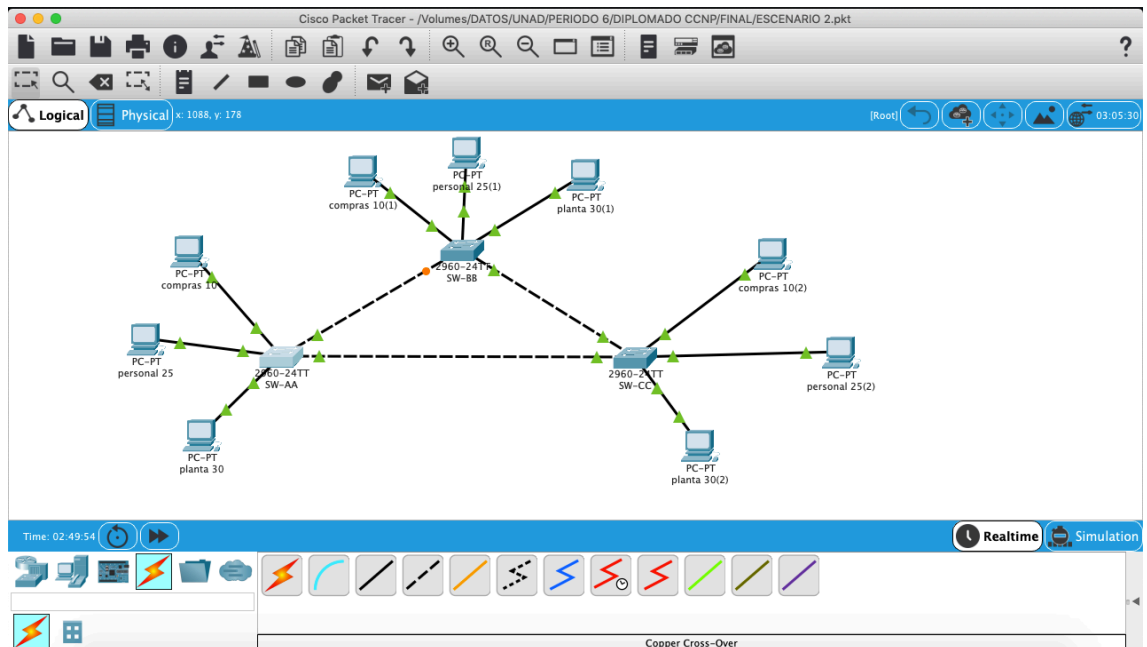 Cisco Packet Tracer - /Volumes/DATOS/UNAD/PERIODO 6/DIPLOMADO CCNP/FINAL/ESCENARIO 2.pkt
?
Logical
Physical
x: 1088, y: 178
[Root]
03:05:30
PC-PT
compras 10(1)
PC-PT
personal 25(1)
PC-PT
planta 30(1)
2960-24TT
SW-BB
PC-PT
compras 10
PC-PT
compras 10(2)
PC-PT
personal 25
2960-24TT
SW-AA
2960-24TT
SW-CC
PC-PT
personal 25(2)
PC-PT
planta 30
PC-PT
planta 30(2)
Time: 02:49:54
Realtime
Simulation
Copper Cross-Over